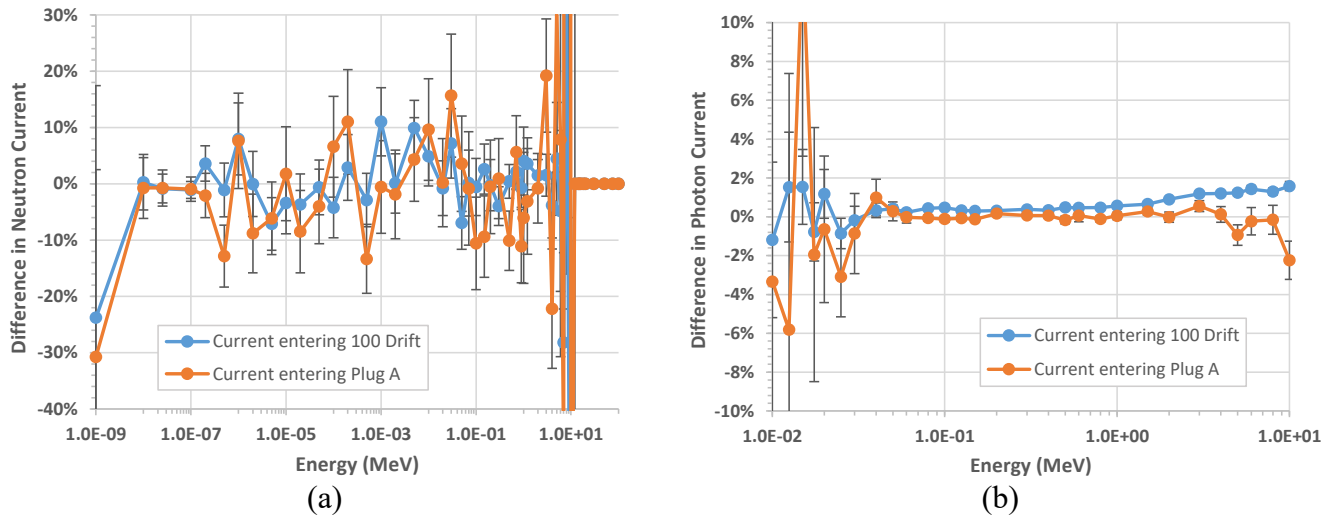 30%
20%
10%
0%
-10%
-20%
-30%
-40%
Difference in Neutron Current
Current entering 100 Drift
Current entering Plug A
1.0E-09 1.0E-07 1.0E-05 1.0E-03 1.0E-01 1.0E+01
Energy (MeV)
(a)
10%
8%
6%
4%
2%
0%
-2%
-4%
-6%
-8%
-10%
Difference in Photon Current
Current entering 100 Drift
Current entering Plug A
1.0E-02 1.0E-01 1.0E+00 1.0E+01
Energy (MeV)
(b)